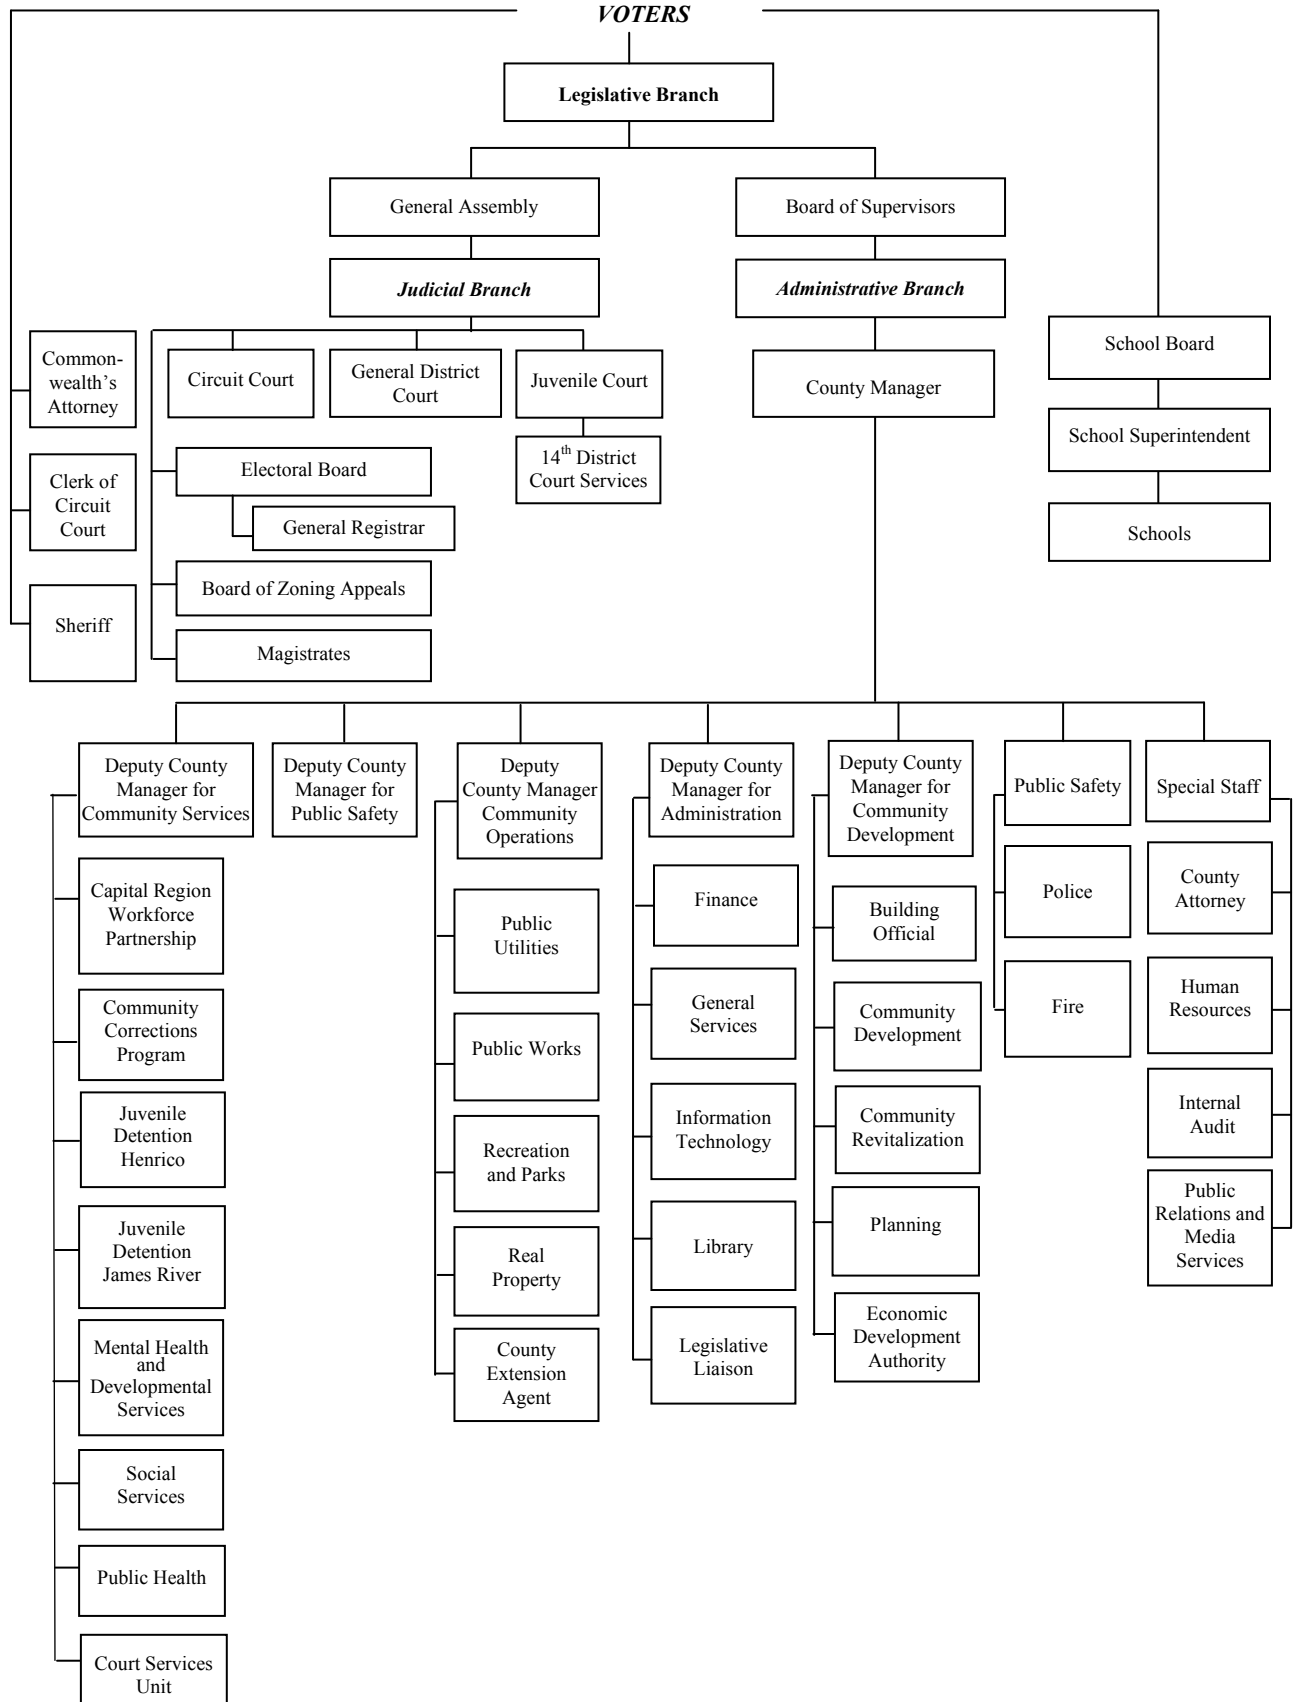 VOTERS
Legislative Branch
General Assembly
Board of Supervisors
Judicial Branch
Administrative Branch
Common-
wealth's
Attorney
Clerk of
Circuit
Court
Sheriff
Circuit Court
General District
Court
Juvenile Court
14th District
Court Services
Electoral Board
General Registrar
Board of Zoning Appeals
Magistrates
County Manager
School Board
School Superintendent
Schools
Deputy County
Manager for
Community Services
Capital Region
Workforce
Partnership
Community
Corrections
Program
Juvenile
Detention
Henrico
Juvenile
Detention
James River
Mental Health
and
Developmental
Services
Social
Services
Public Health
Court Services
Unit
Deputy County
Manager for
Public Safety
Deputy
County Manager
Community
Operations
Public
Utilities
Public Works
Recreation
and Parks
Real
Property
County
Extension
Agent
Deputy County
Manager for
Administration
Finance
General
Services
Information
Technology
Library
Legislative
Liaison
Deputy County
Manager for
Community
Development
Building
Official
Community
Development
Community
Revitalization
Planning
Economic
Development
Authority
Public Safety
Police
Fire
Special Staff
County
Attorney
Human
Resources
Internal
Audit
Public
Relations and
Media
Services